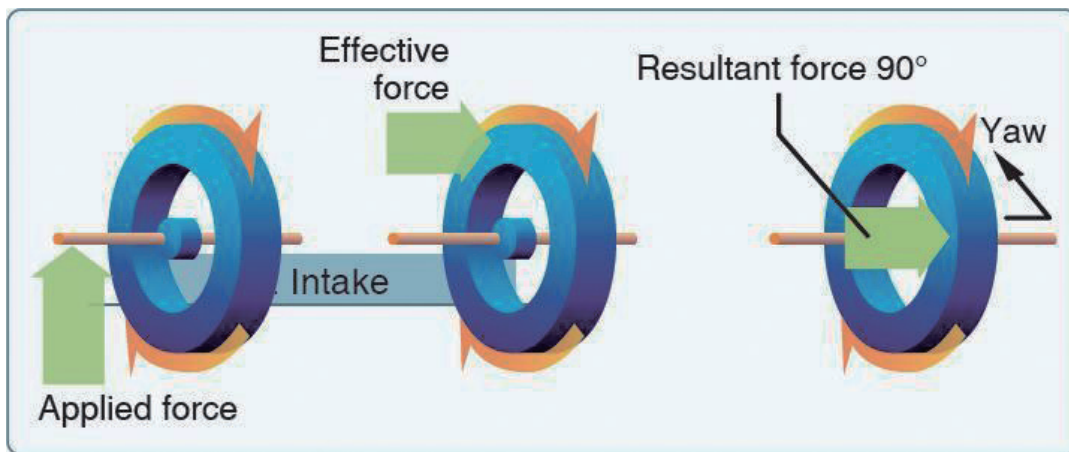 Effective
force
Resultant force 90°
Yaw
Intake
Applied force